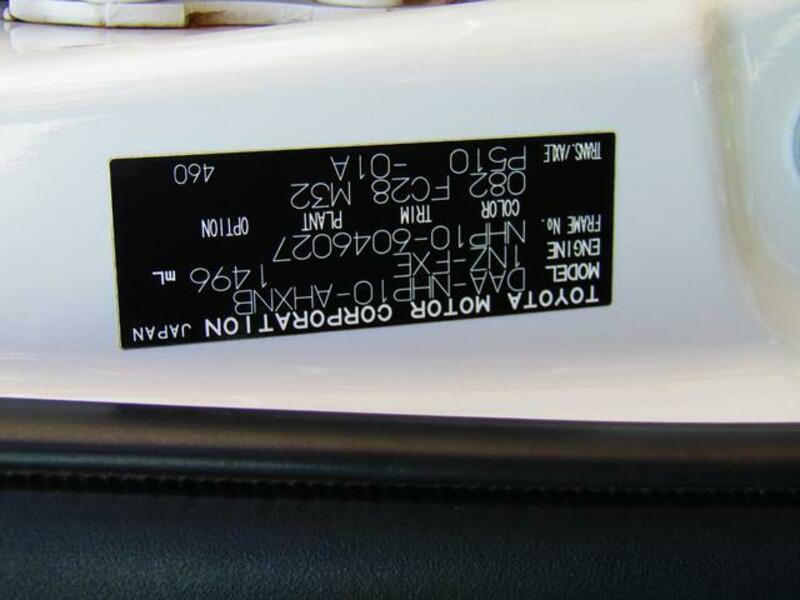 TOYOTA MOTOR CORPORATION JAPAN
MODEL DAA-NHP10-AHXNB
ENGINE 1NZ-FXE 1496 mL
FRAME No. NHP10-6046027
COLOR TRIM PLANT OPTION
082 FC28 M32
TRANS./AXLE P510 -01A 460